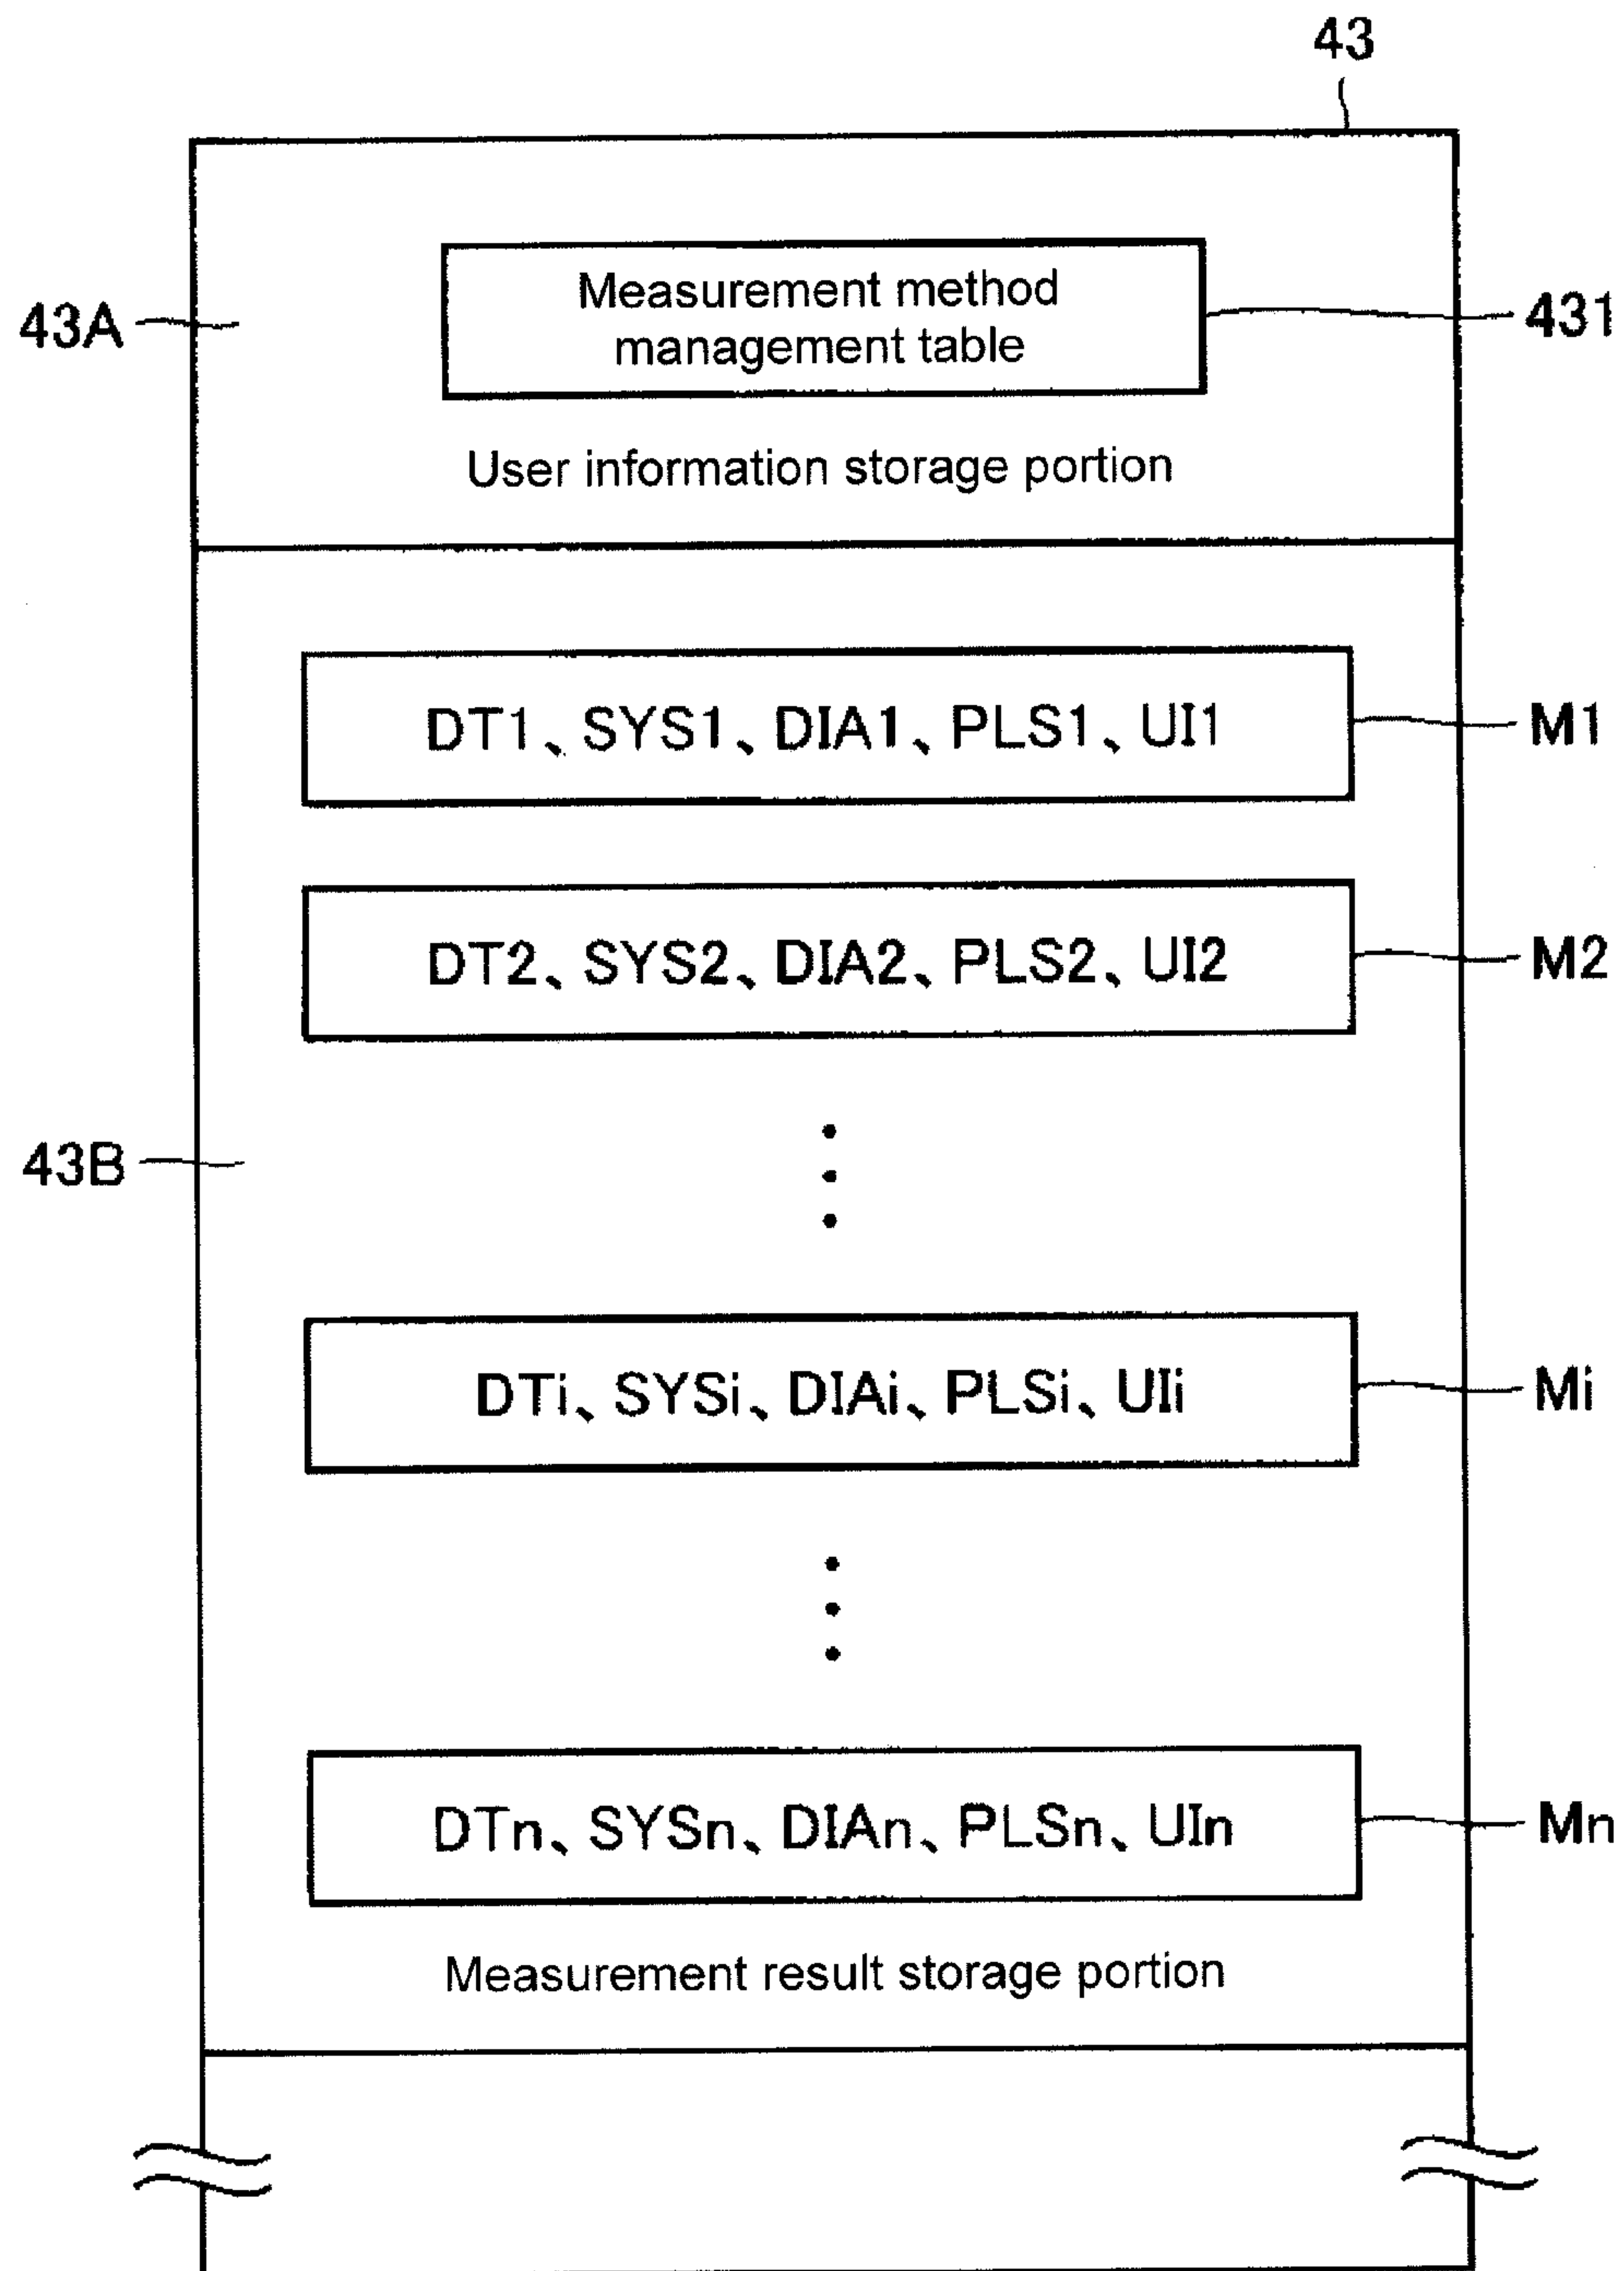 43
43A
Measurement method
management table
431
User information storage portion
DT1、SYS1、DIA1、PLS1、UI1
M1
DT2、SYS2、DIA2、PLS2、UI2
M2
43B
DTi、SYSi、DIAi、PLSi、UIi
Mi
DTn、SYSn、DIAn、PLSn、UIn
Mn
Measurement result storage portion